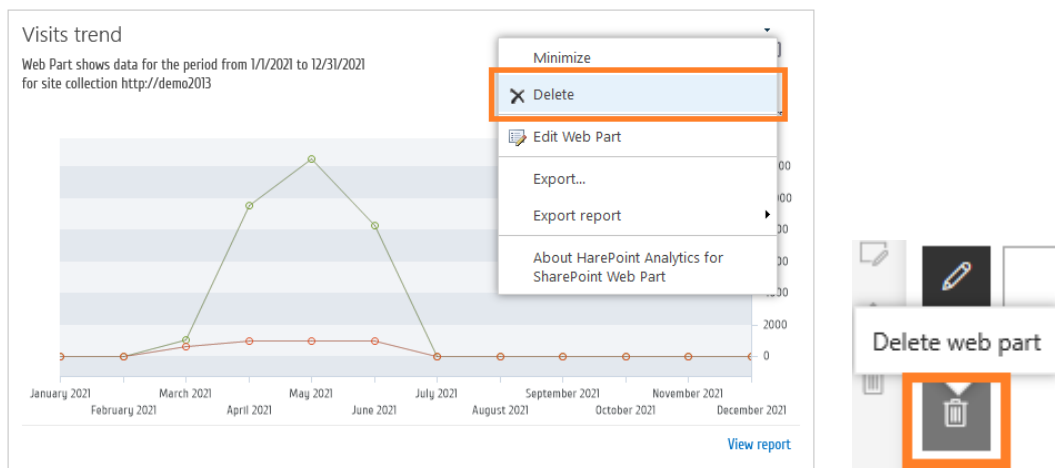 Visits trend
Web Part shows data for the period from 1/1/2021 to 12/31/2021
for site collection http://demo2013
Minimize
Delete
Edit Web Part
Export...
Export report
About HarePoint Analytics for
SharePoint Web Part
2000
0
January 2021 March 2021 May 2021 July 2021 September 2021 November 2021
February 2021 April 2021 June 2021 August 2021 October 2021 December 2021
View report
Delete web part